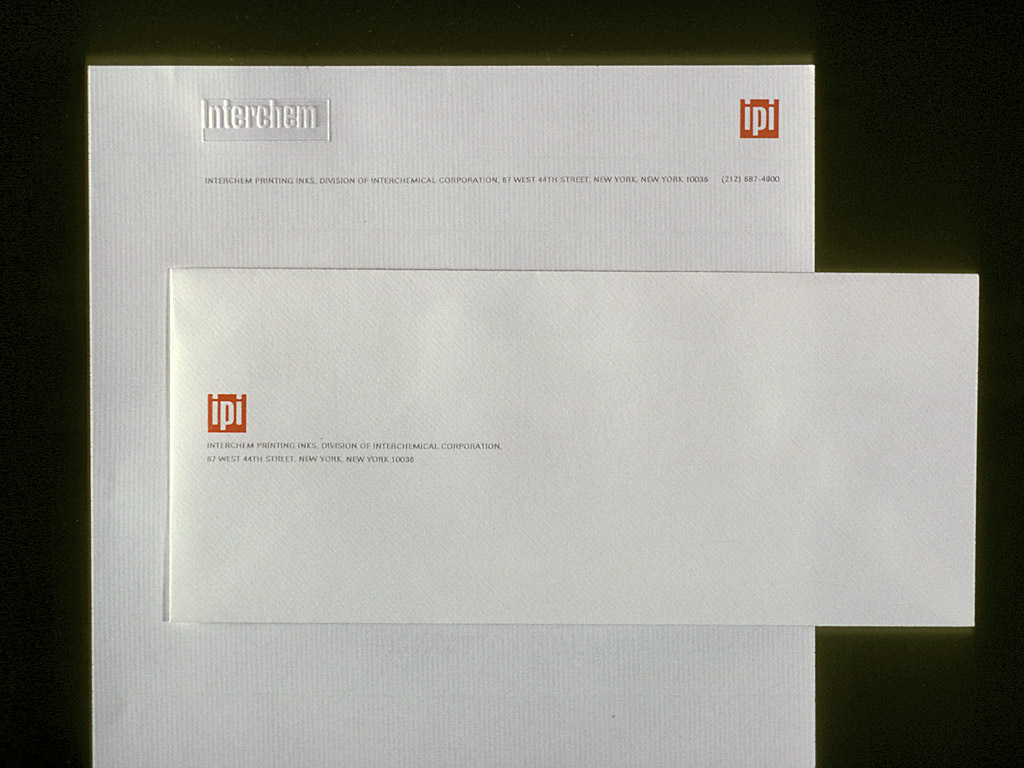 Interchem
ipi
INTERCHEM PRINTING INKS, DIVISION OF INTERCHEMICAL CORPORATION, 67 WEST 44TH STREET, NEW YORK, NEW YORK 10036 (212) 687-4900
ipi
INTERCHEM PRINTING INKS, DIVISION OF INTERCHEMICAL CORPORATION,
67 WEST 44TH STREET, NEW YORK, NEW YORK 10036